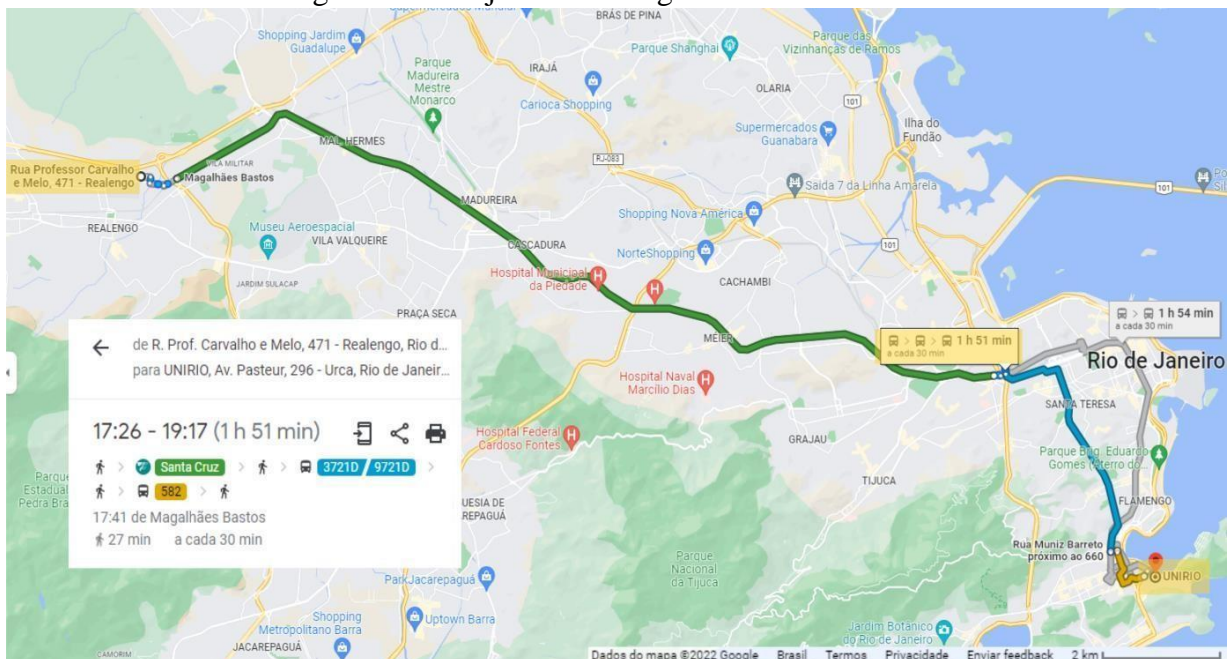 BRÁS DE PINA
Shopping Jardim
Guadalupe
Parque Shanghai
Parque das
Vizinhanças de Ramos
Parque
Madureira
Mestre
Monarco
IRAJÁ
Carioca Shopping
OLARIA
101
Supermercados
Guanabara
Ilha do
Fundão
MAL. HERMES
RJ-083
VILA MILITAR
Rua Professor Carvalho
e Melo, 471 - Realengo
Magalhães Bastos
Saída 7 da Linha Amarela
101
MADUREIRA
REALENGO
Museu Aeroespacial
VILA VALQUEIRE
Shopping Nova América
CASCADURA
NorteShopping
101
Hospital Municipal
da Piedade
CACHAMBI
JARDIM SULACAP
PRAÇA SECA
1 h 54 min
a cada 30 min
MÉIER
1 h 51 min
a cada 30 min
Rio de Janeiro
de R. Prof. Carvalho e Melo, 471 - Realengo, Rio d...
para UNIRIO, Av. Pasteur, 296 - Urca, Rio de Janeir...
Hospital Naval
Marcílio Dias
SANTA TERESA
17:26 - 19:17 (1 h 51 min)
Hospital Federal
Cardoso Fontes
GRAJAÚ
Parque Brig. Eduardo
Gomes (Aterro do...
Santa Cruz
3721D / 9721D
582
TIJUCA
FLAMENGO
17:41 de Magalhães Bastos
27 min a cada 30 min
Rua Muniz Barreto
próximo ao 660
Parque
Nacional
da Tijuca
UNIRIO
ParkJacarepaguá
Shopping
Metropolitano Barra
Uptown Barra
Jardim Botânico
do Rio de Janeiro
CAMORIM
JACAREPAGUÁ
Dados do mapa ©2022 Google Brasil Termos Privacidade Enviar feedback 2 km